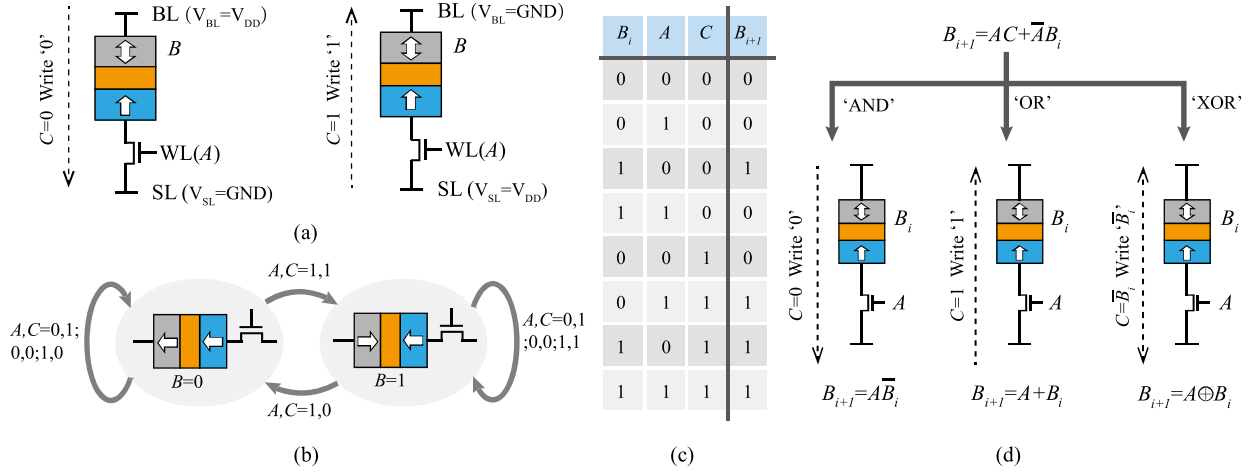 BL (V_BL=V_DD)
B
C=0 Write ‘0’
WL(A)
SL (V_SL=GND)
BL (V_BL=GND)
B
C=1 Write ‘1’
WL(A)
SL (V_SL=V_DD)
(a)
A,C=1,1
A,C=0,1;
0,0;1,0
A,C=0,1
;0,0;1,1
B=0
B=1
A,C=1,0
(b)
B_i A C B_{i+1}
0 0 0 0
0 1 0 0
1 0 0 1
1 1 0 0
0 0 1 0
0 1 1 1
1 0 1 1
1 1 1 1
(c)
B_{i+1}=AC+A̅B_i
‘AND’
‘OR’
‘XOR’
C=0 Write ‘0’
B_i
A
B_{i+1}=AB̅_i
C=1 Write ‘1’
B_i
A
B_{i+1}=A+B_i
C=B̅_i Write ‘B̅_i’
B_i
A
B_{i+1}=A⊕B_i
(d)